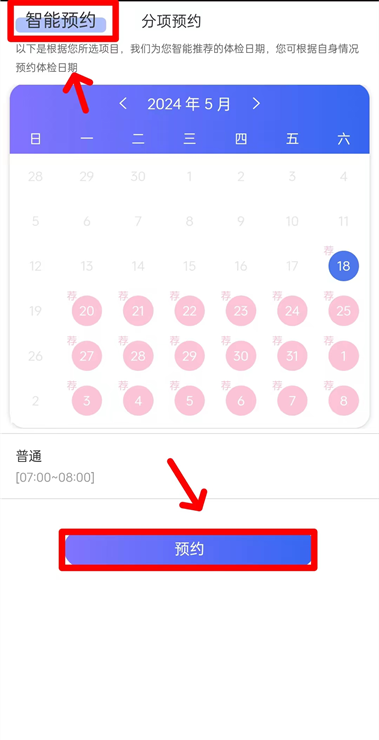 智能预约 分项预约
以下是根据您所选项目，我们为您智能推荐的体检日期，您可根据自身情况
预约体检日期
2024 年 5 月
日 一 二 三 四 五 六
28 29 30 1 2 3 4
5 6 7 8 9 10 11
荐
12 13 14 15 16 17 18
荐 荐 荐 荐 荐 荐
19 20 21 22 23 24 25
荐 荐 荐 荐 荐 荐
26 27 28 29 30 31 1
荐 荐 荐 荐 荐 荐
2 3 4 5 6 7 8
普通
[07:00~08:00]
预约